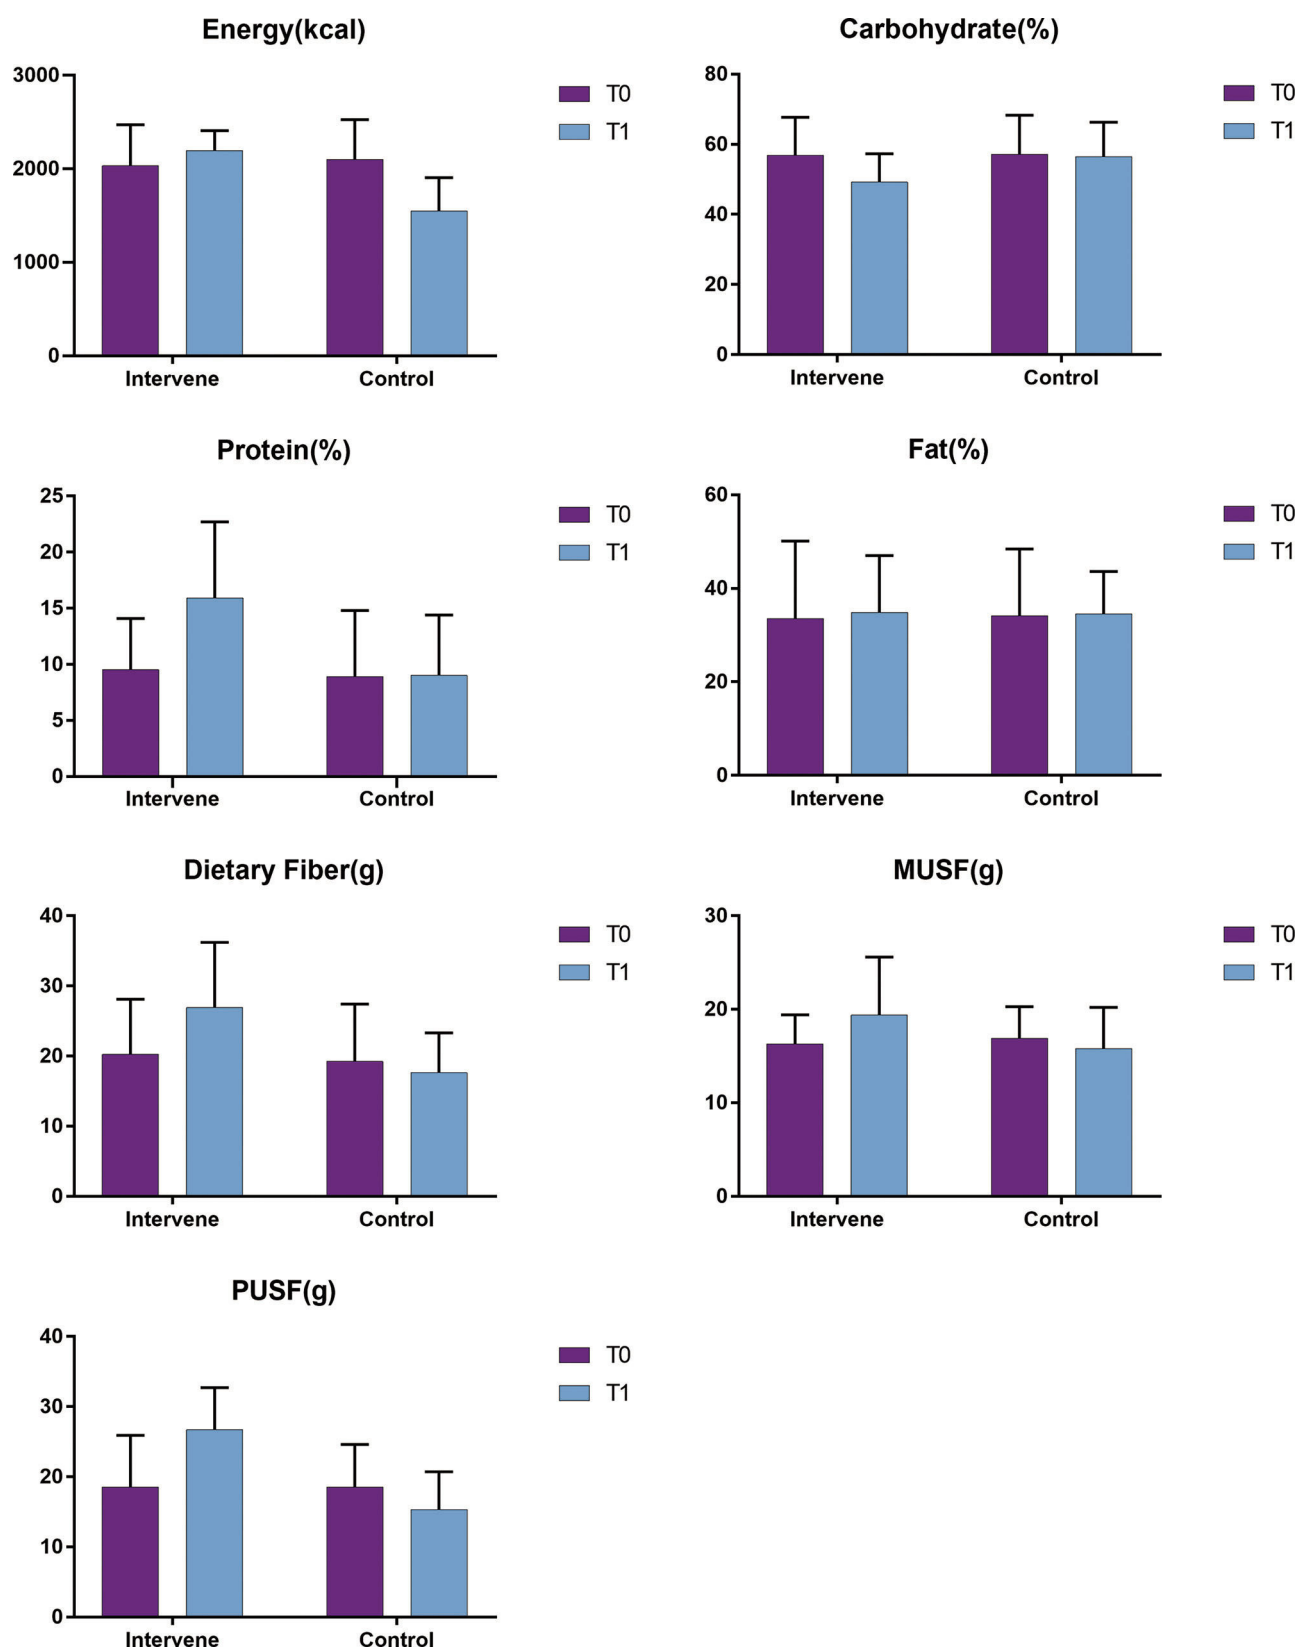 Energy(kcal)
3000
2000
1000
0
Intervene
Control
T0
T1
Carbohydrate(%)
80
60
40
20
0
Intervene
Control
T0
T1
Protein(%)
25
20
15
10
5
0
Intervene
Control
T0
T1
Fat(%)
60
40
20
0
Intervene
Control
T0
T1
Dietary Fiber(g)
40
30
20
10
0
Intervene
Control
T0
T1
MUSF(g)
30
20
10
0
Intervene
Control
T0
T1
PUSF(g)
40
30
20
10
0
Intervene
Control
T0
T1